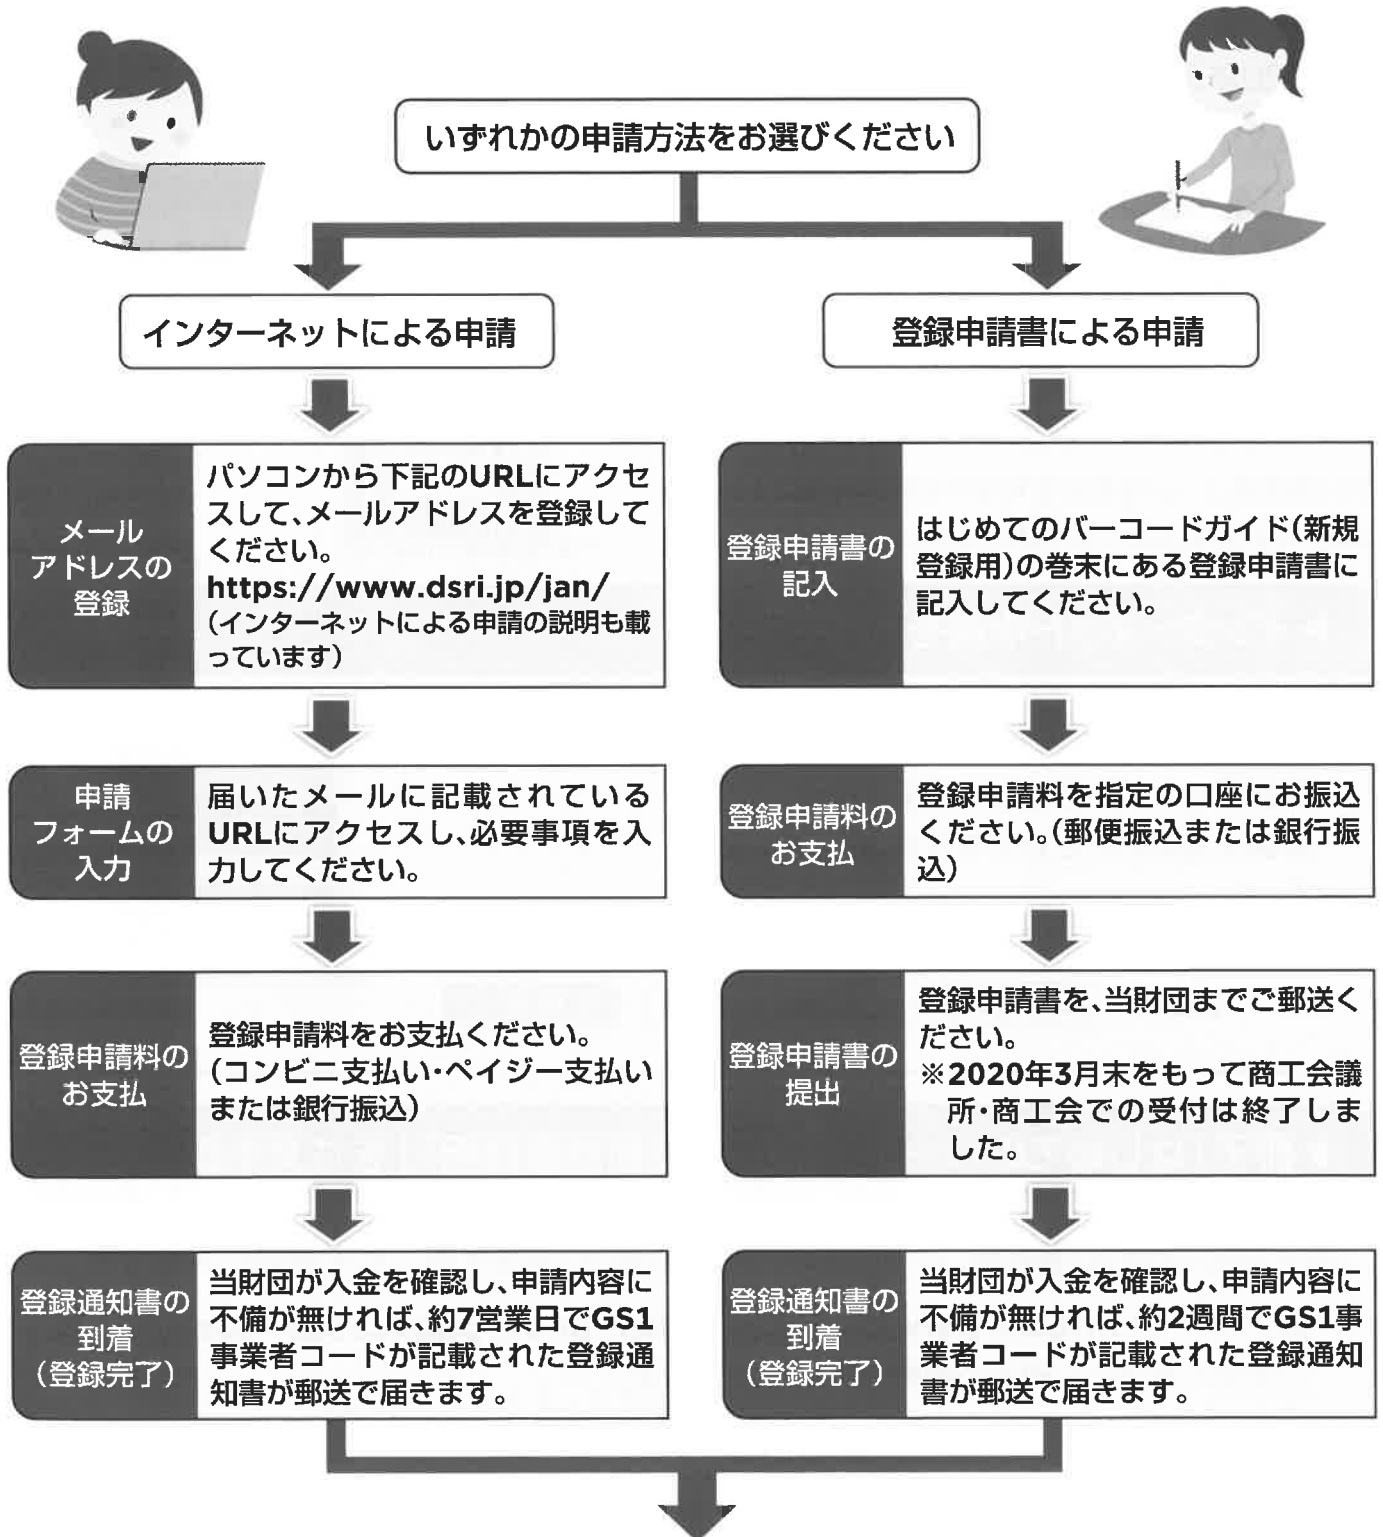 いずれかの申請方法をお選びください
インターネットによる申請
メール
アドレスの
登録
パソコンから下記のURLにアクセ
スして、メールアドレスを登録して
ください。
https://www.dsri.jp/jan/
(インターネットによる申請の説明も載
っています)
申請
フォームの
入力
届いたメールに記載されている
URLにアクセスし、必要事項を入
力してください。
登録申請料の
お支払
登録申請料をお支払ください。
(コンビニ支払い・ペイジー支払い
または銀行振込)
登録通知書の
到着
(登録完了)
当財団が入金を確認し、申請内容に
不備が無ければ、約7営業日でGS1
事業者コードが記載された登録通
知書が郵送で届きます。
登録申請書による申請
登録申請書の
記入
はじめてのバーコードガイド(新規
登録用)の巻末にある登録申請書に
記入してください。
登録申請料の
お支払
登録申請料を指定の口座にお振込
ください。(郵便振込または銀行振
込)
登録申請書の
提出
登録申請書を、当財団までご郵送く
ださい。
※2020年3月末をもって商工会議
所・商工会での受付は終了しま
した。
登録通知書の
到着
(登録完了)
当財団が入金を確認し、申請内容に
不備が無ければ、約2週間でGS1事
業者コードが記載された登録通知
書が郵送で届きます。